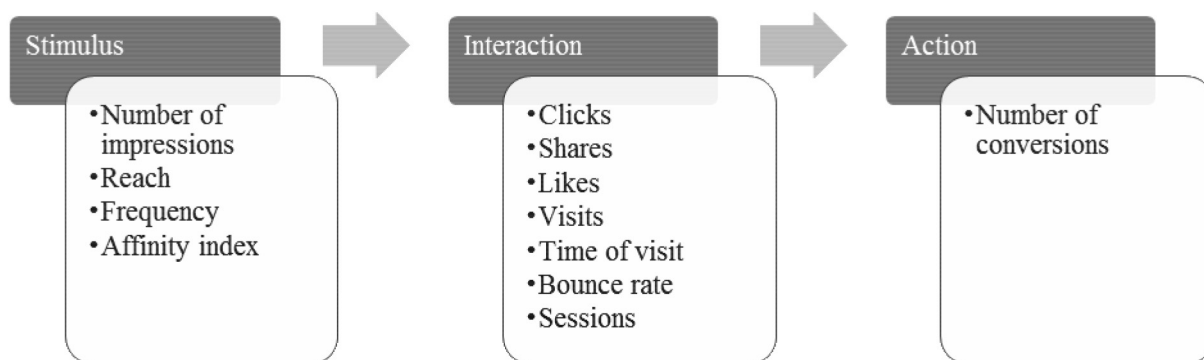 Stimulus
•Number of
impressions
•Reach
•Frequency
•Affinity index
Interaction
•Clicks
•Shares
•Likes
•Visits
•Time of visit
•Bounce rate
•Sessions
Action
•Number of
conversions